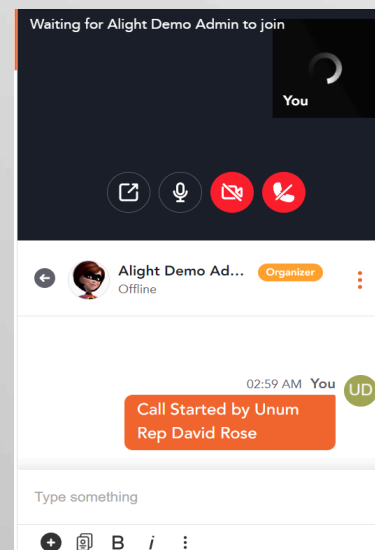 Waiting for Alight Demo Admin to join
You
Alight Demo Ad... Organizer
Offline
02:59 AM You
UD
Call Started by Unum
Rep David Rose
Type something
B i